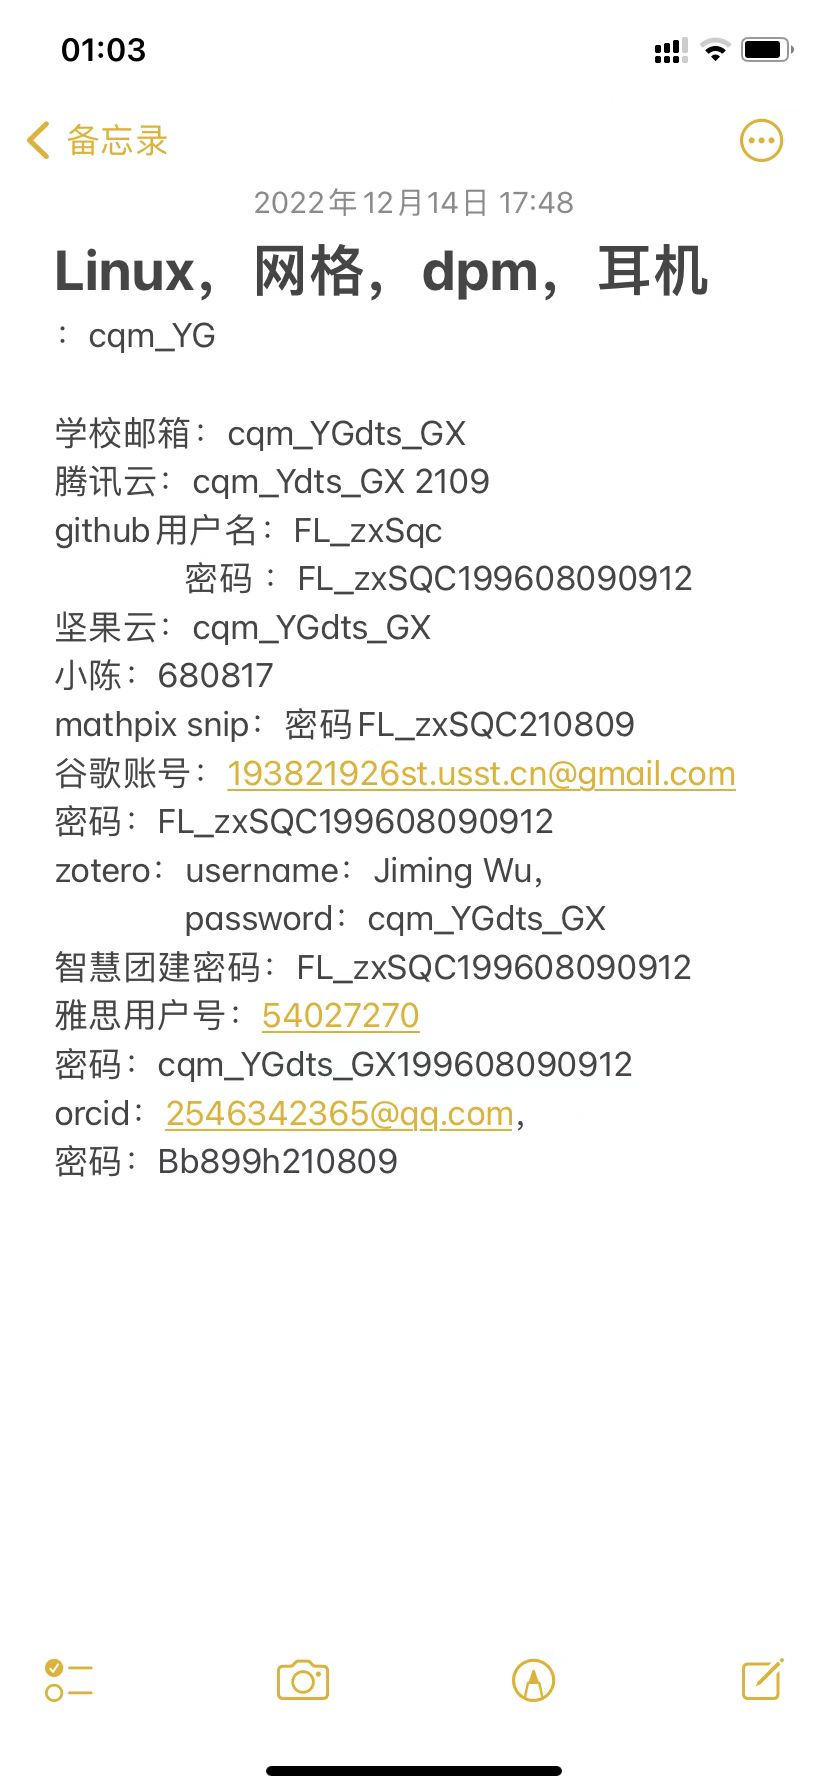 01:03
备忘录
2022年12月14日 17:48
Linux，网格，dpm，耳机
：cqm_YG
学校邮箱：cqm_YGdts_GX
腾讯云：cqm_Ydts_GX 2109
github用户名：FL_zxSqc
密码：FL_zxSQC199608090912
坚果云：cqm_YGdts_GX
小陈：680817
mathpix snip：密码FL_zxSQC210809
谷歌账号：193821926st.usst.cn@gmail.com
密码：FL_zxSQC199608090912
zotero：username：Jiming Wu，
password：cqm_YGdts_GX
智慧团建密码：FL_zxSQC199608090912
雅思用户号：54027270
密码：cqm_YGdts_GX199608090912
orcid：2546342365@qq.com，
密码：Bb899h210809